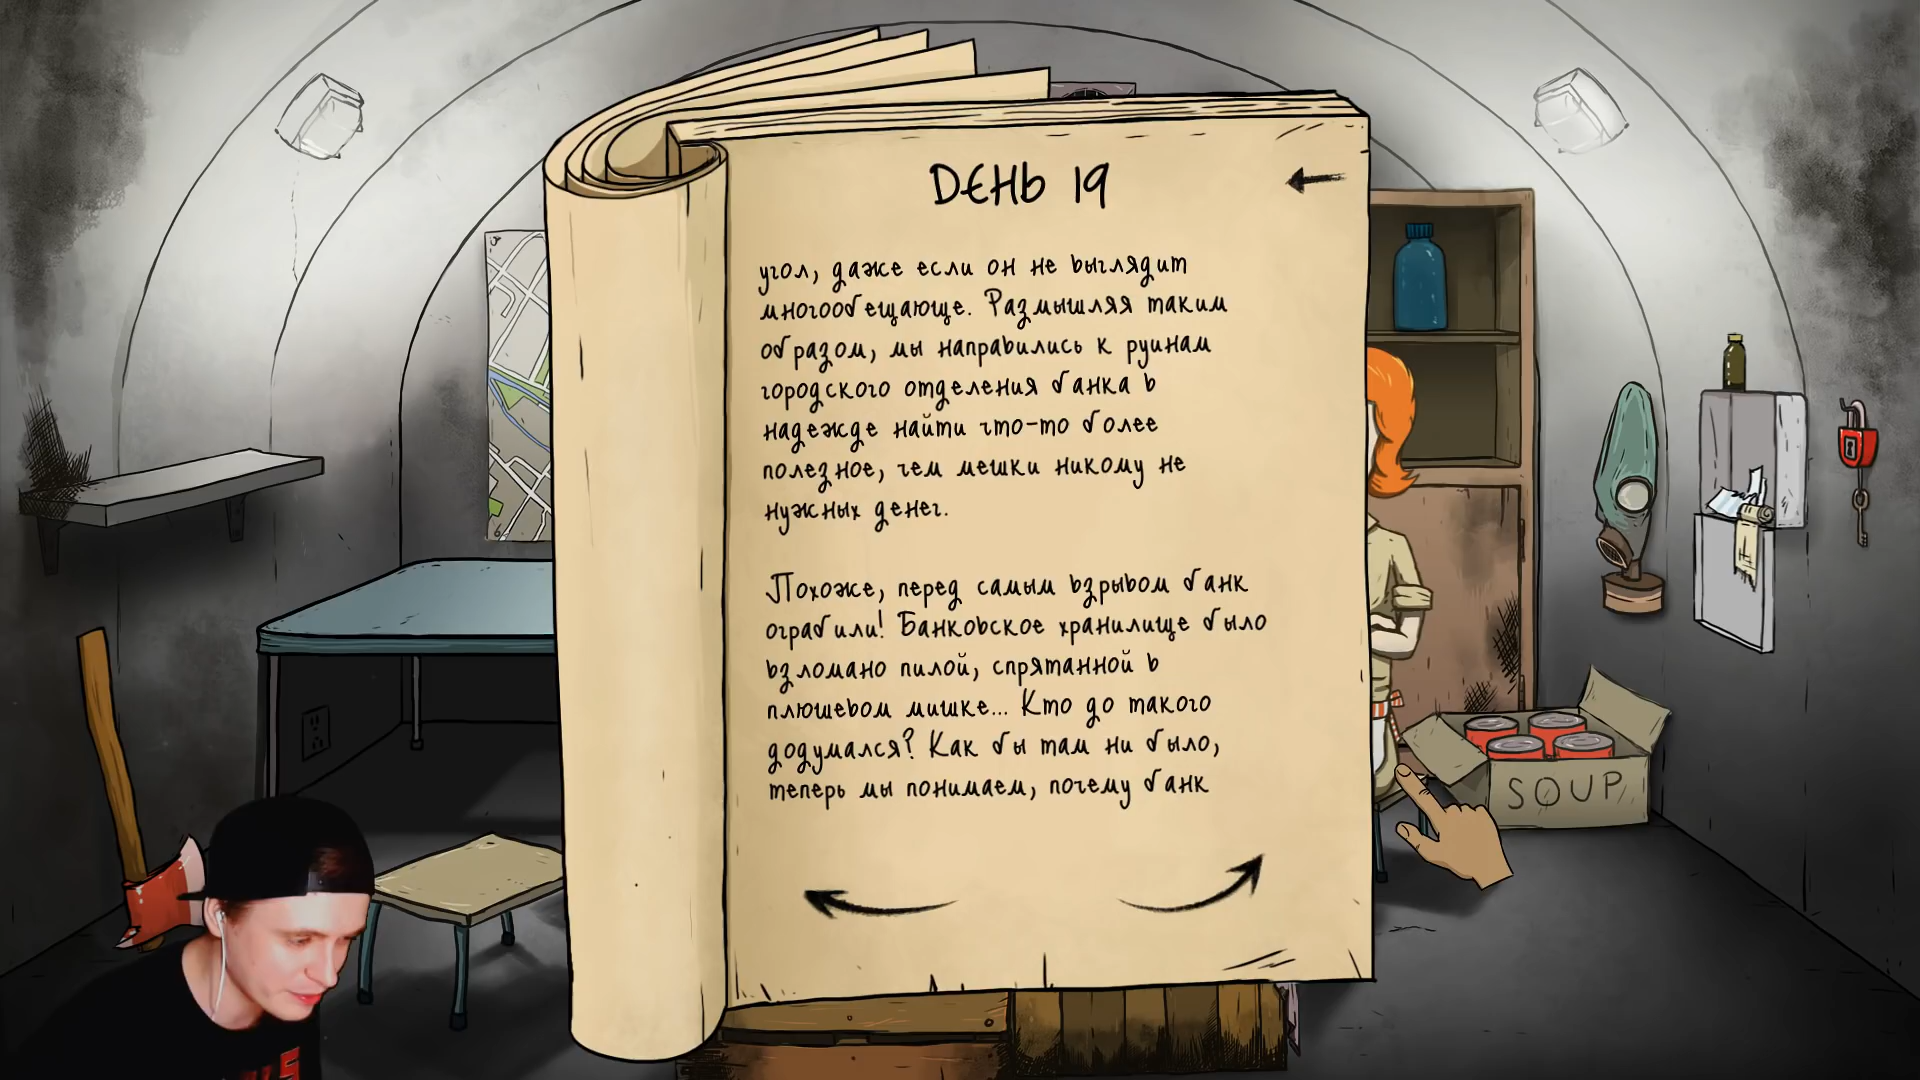 ДЕНЬ 19
угол, даже если он не выглядит
многообещающе. Размышляя таким
образом, мы направились к руинам
городского отделения банка в
надежде найти что-то более
полезное, чем мешки никому не
нужных денег.
Похоже, перед самым взрывом банк
ограбили! Банковское хранилище было
взломано пилой, спрятанной в
плюшевом мишке... Кто до такого
додумался? Как бы там ни было,
теперь мы понимаем, почему банк
SOUP